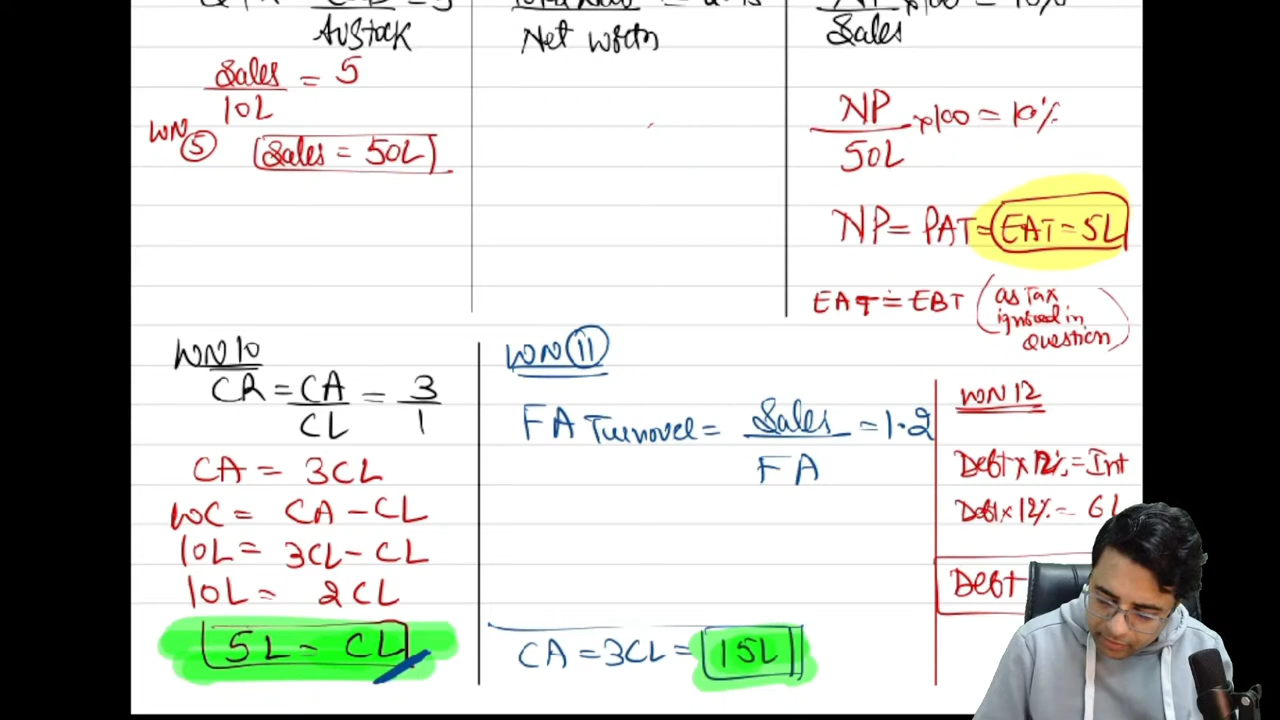 AvStock
Net worth
Sales
Sales = 5
10L
WN 5
Sales = 50L
NP x100 = 10%
50L
NP = PAT = EAT = 5L
EAT = EBT (as Tax
ignored in
question)
WN 10
CR = CA = 3
CL 1
CA = 3CL
WC = CA - CL
10L = 3CL - CL
10L = 2CL
5L = CL
WN 11
FA Turnover = Sales = 1.2
FA
CA = 3CL = 15L
WN 12
Debt x 12% = Int
Debt x 12% = 6L
Debt